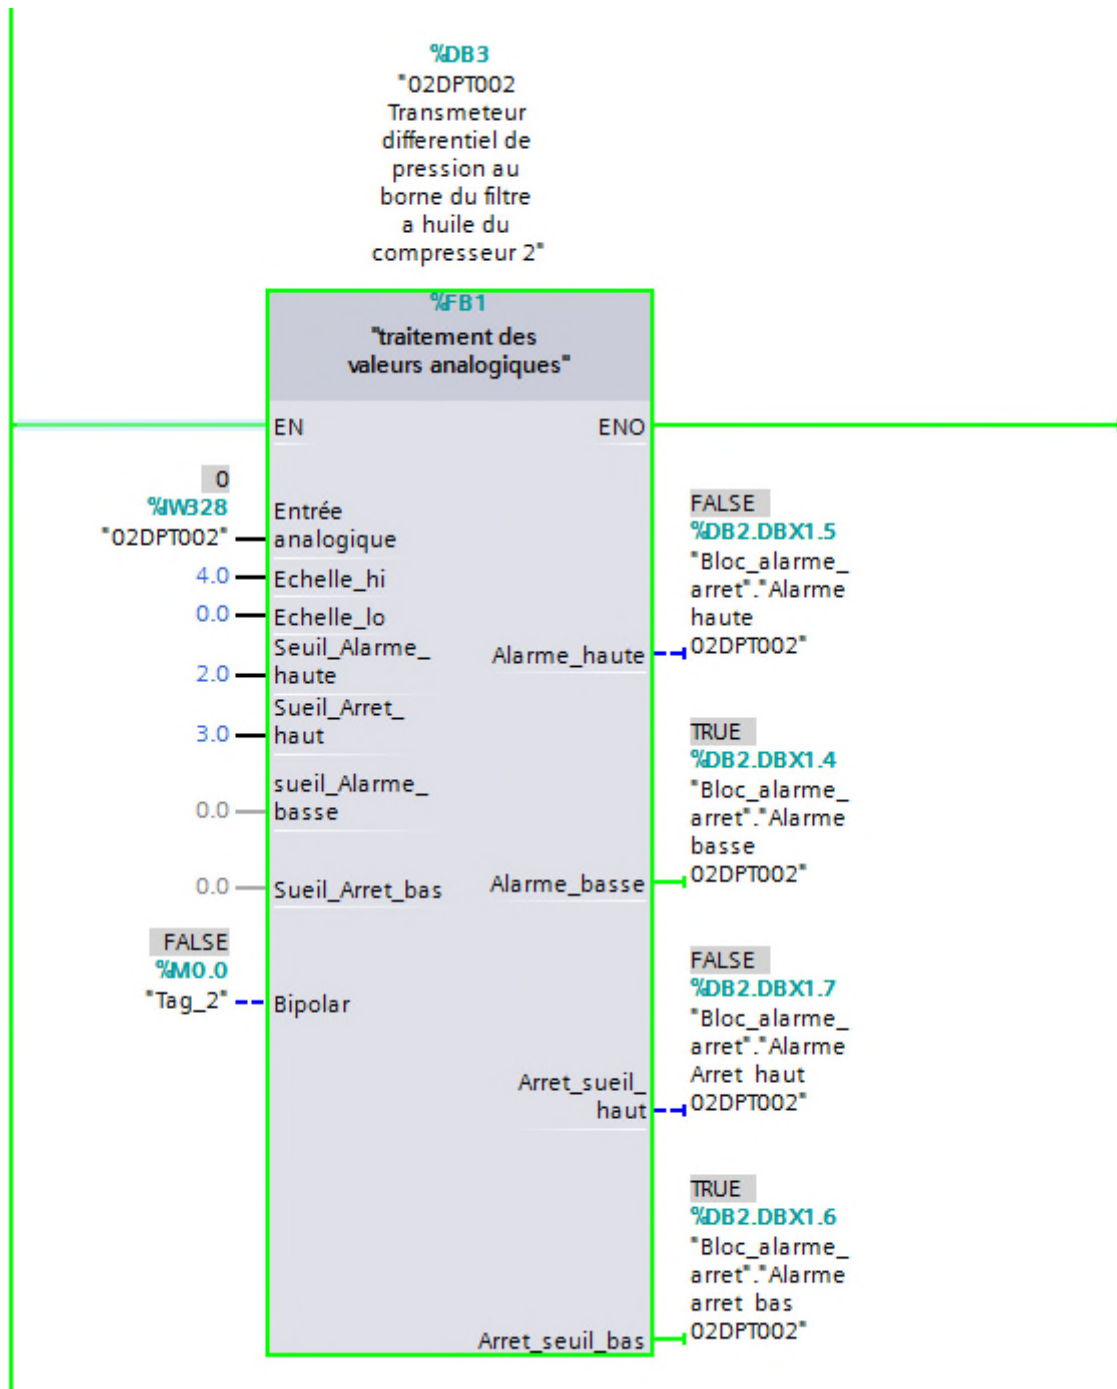 %DB3
"02DPT002
Transmeteur
differentiel de
pression au
borne du filtre
a huile du
compresseur 2"
%FB1
"traitement des
valeurs analogiques"
EN
ENO
0
%IW328
"02DPT002"
Entrée
analogique
4.0
Echelle_hi
0.0
Echelle_lo
2.0
Seuil_Alarme_
haute
3.0
Sueil_Arret_
haut
0.0
sueil_Alarme_
basse
0.0
Sueil_Arret_bas
FALSE
%M0.0
"Tag_2"
Bipolar
Alarme_haute
FALSE
%DB2.DBX1.5
"Bloc_alarme_
arret"."Alarme
haute
02DPT002"
Alarme_basse
TRUE
%DB2.DBX1.4
"Bloc_alarme_
arret"."Alarme
basse
02DPT002"
Arret_sueil_
haut
FALSE
%DB2.DBX1.7
"Bloc_alarme_
arret"."Alarme
Arret haut
02DPT002"
Arret_seuil_bas
TRUE
%DB2.DBX1.6
"Bloc_alarme_
arret"."Alarme
arret bas
02DPT002"